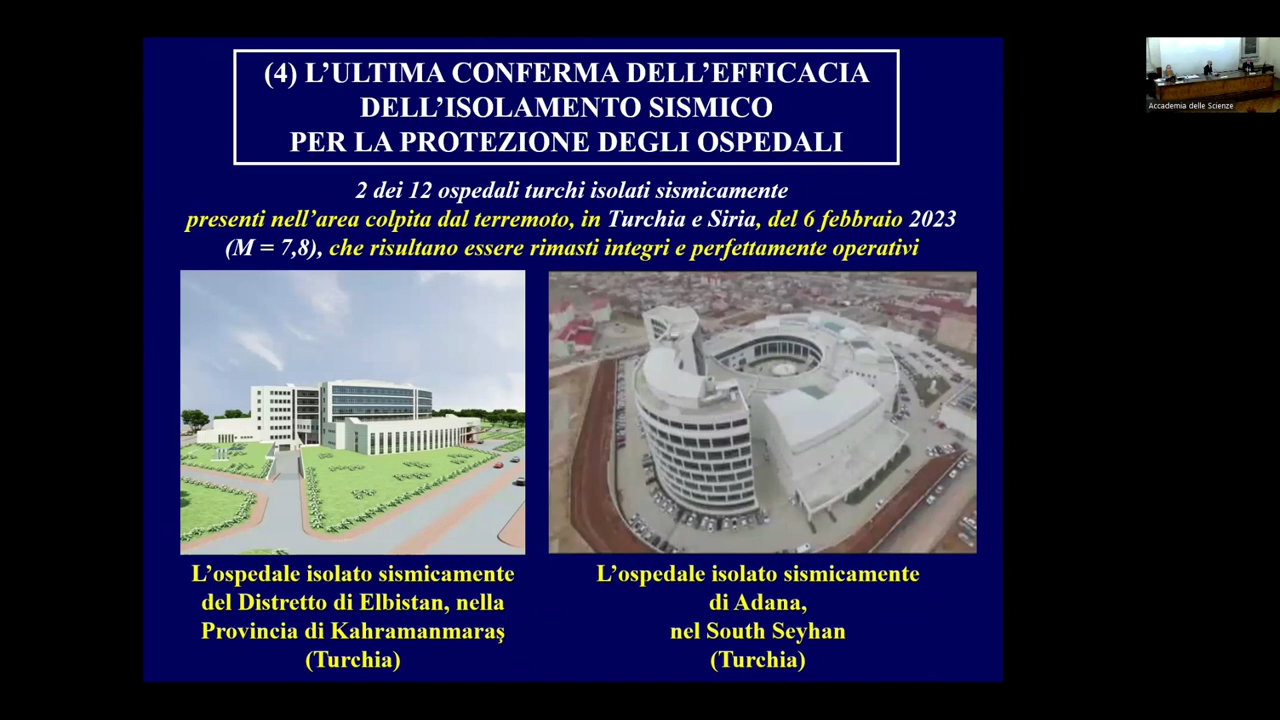 (4) L’ULTIMA CONFERMA DELL’EFFICACIA
DELL’ISOLAMENTO SISMICO
PER LA PROTEZIONE DEGLI OSPEDALI
2 dei 12 ospedali turchi isolati sismicamente
presenti nell’area colpita dal terremoto, in Turchia e Siria, del 6 febbraio 2023
(M = 7,8), che risultano essere rimasti integri e perfettamente operativi
L’ospedale isolato sismicamente
del Distretto di Elbistan, nella
Provincia di Kahramanmaraş
(Turchia)
L’ospedale isolato sismicamente
di Adana,
nel South Seyhan
(Turchia)
Accademia delle Scienze